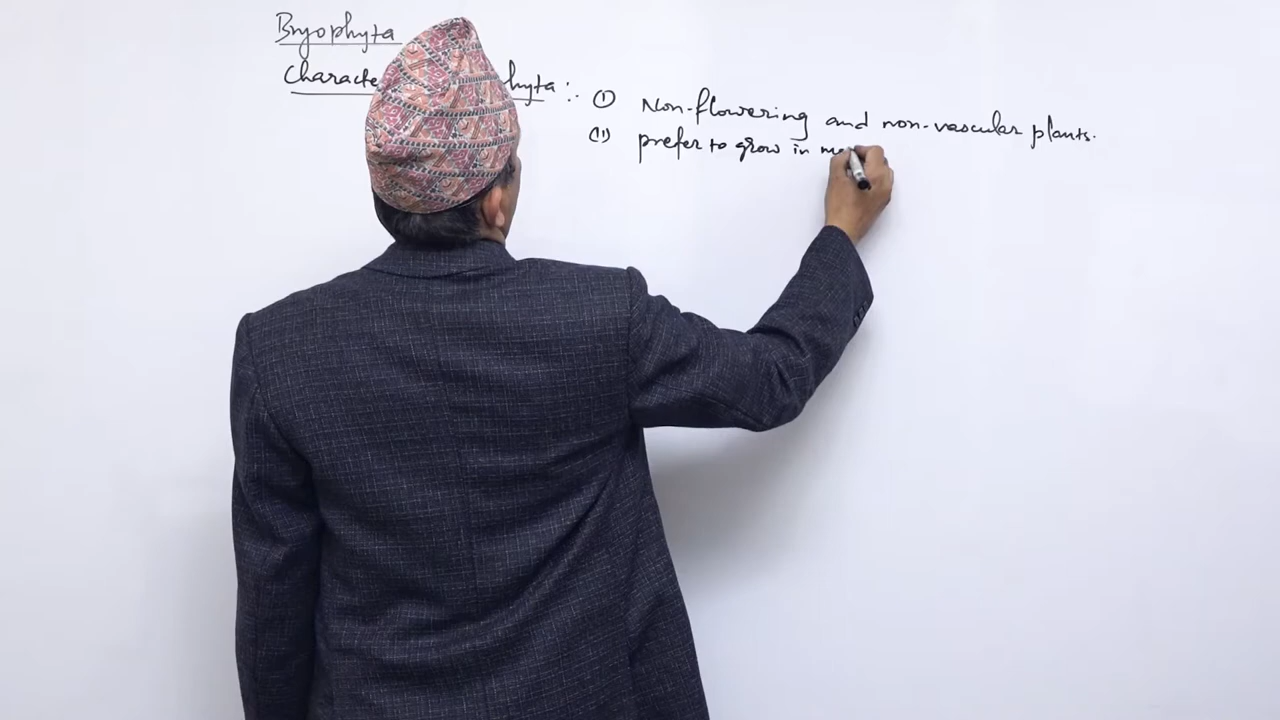 Bryophyta
Characte hyta :-
(i) Non-flowering and non-vascular plants.
(ii) prefer to grow in